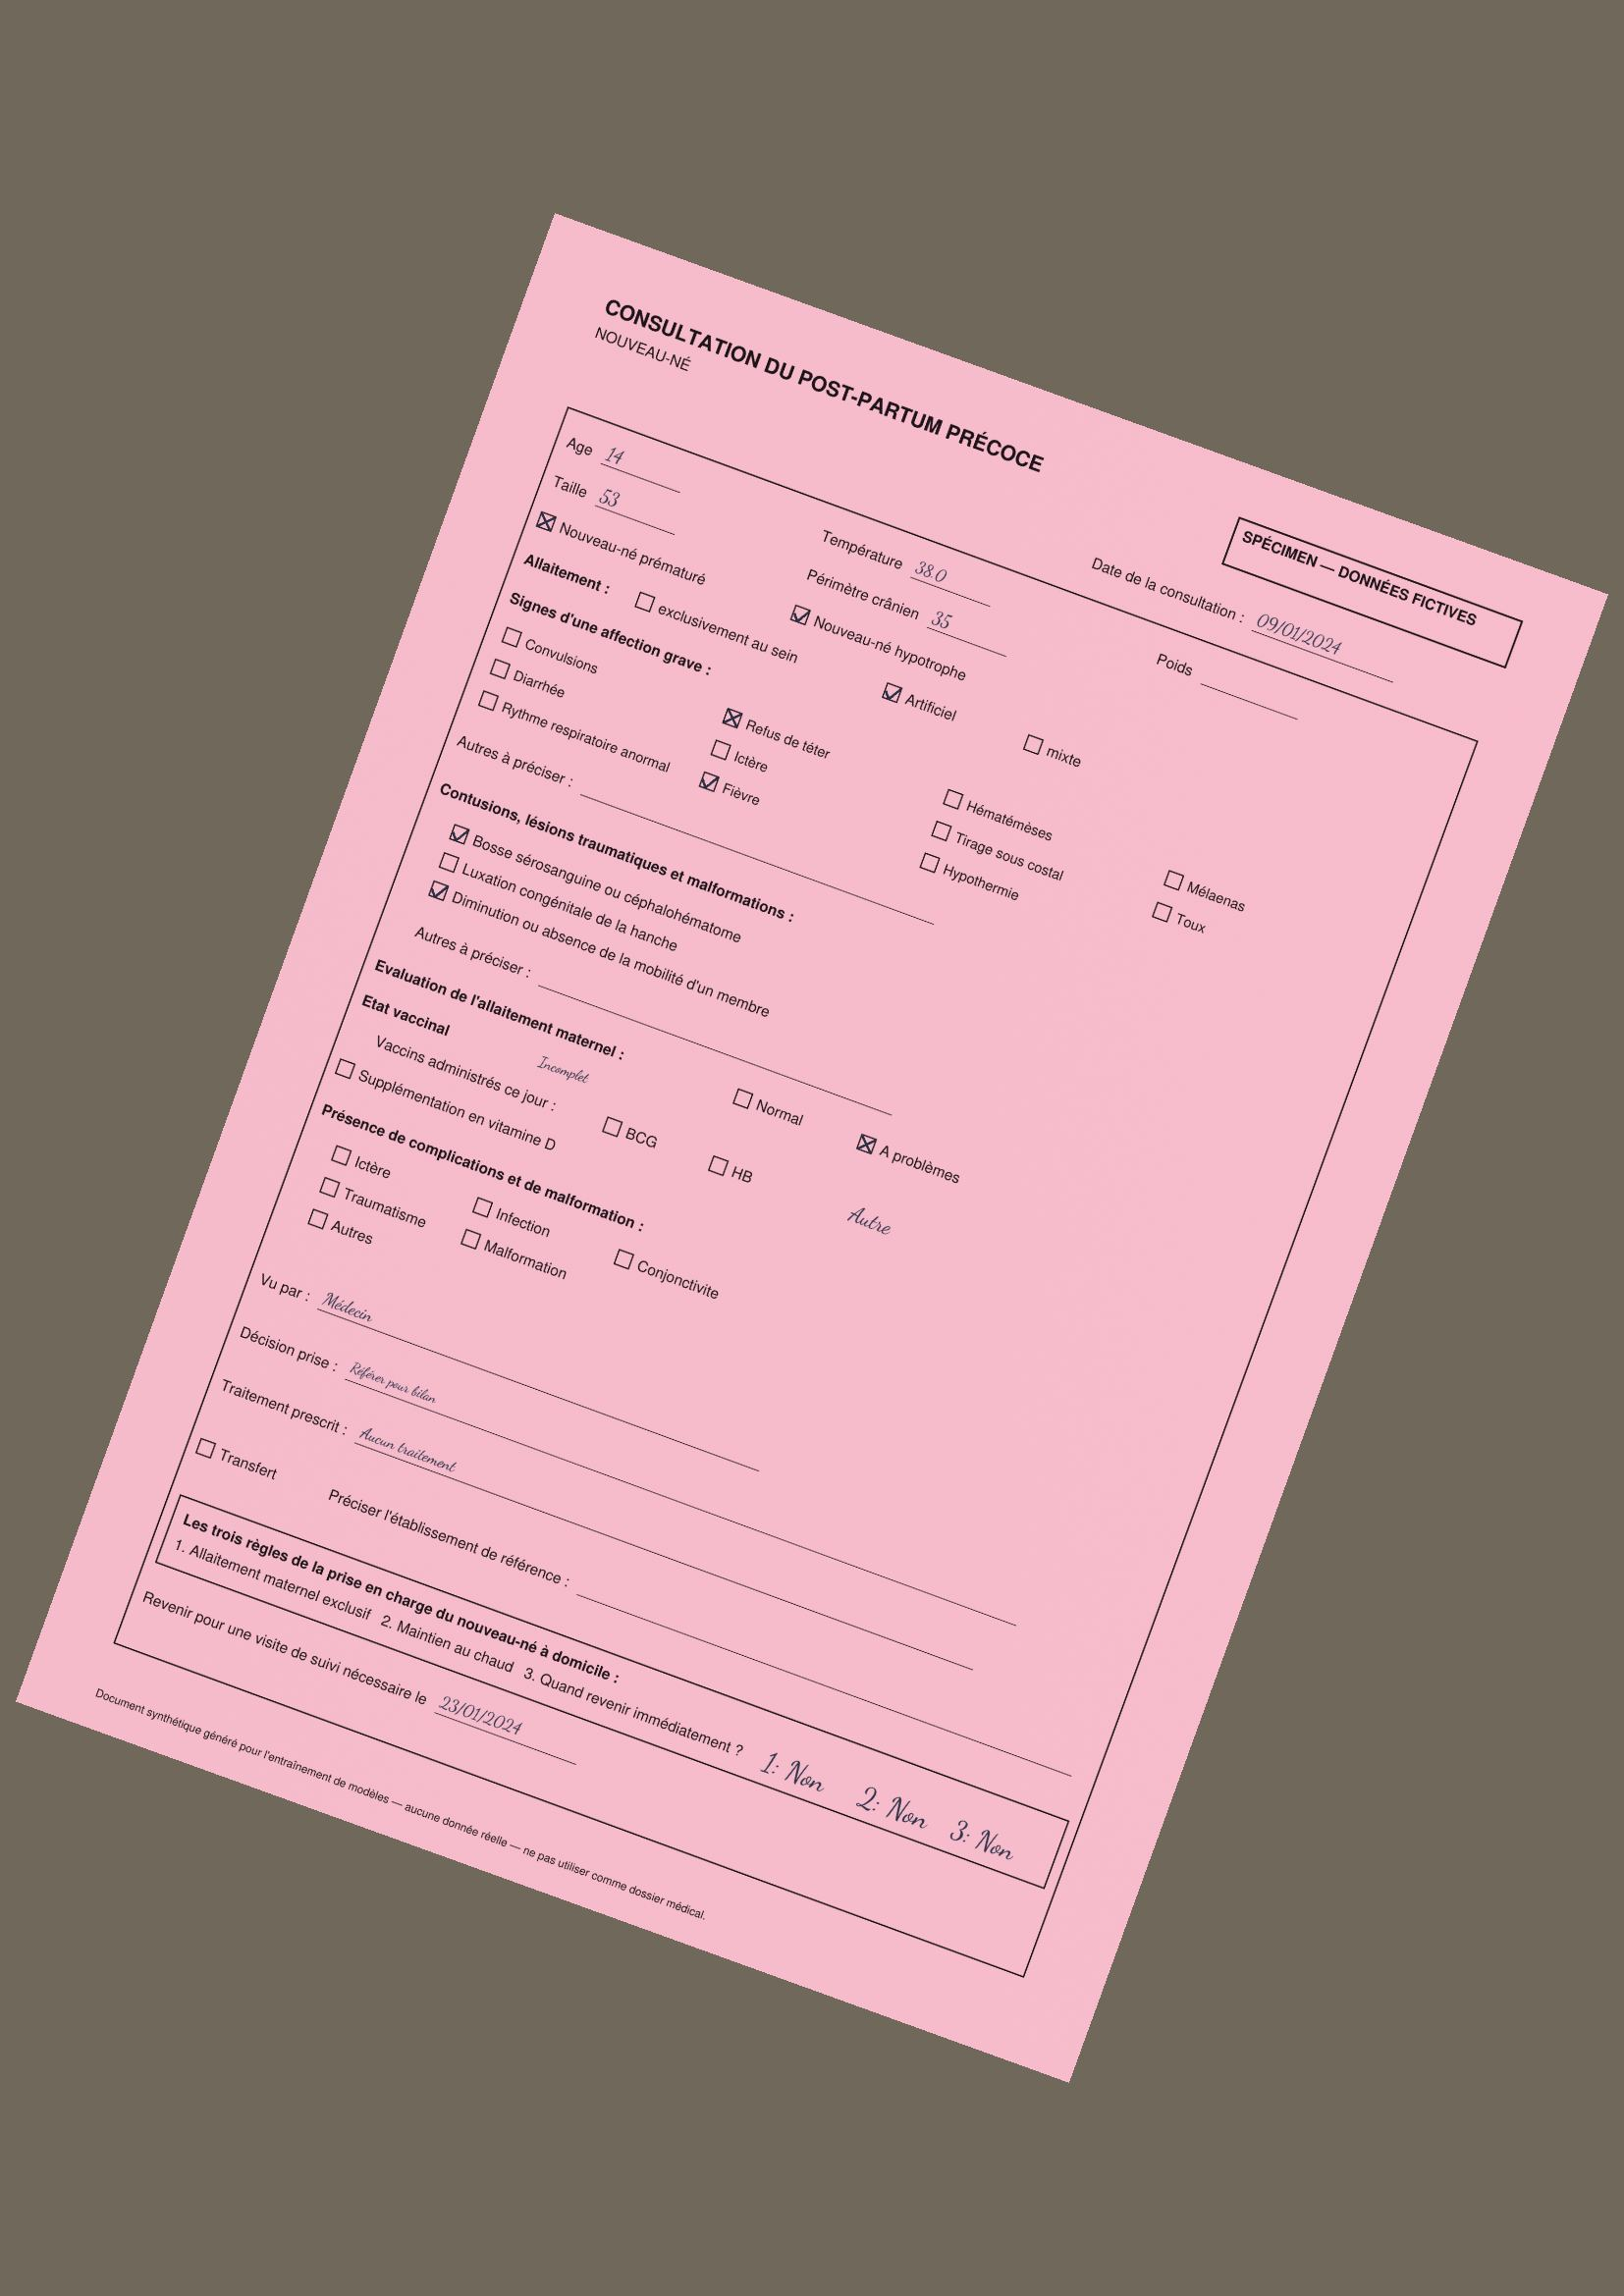 CONSULTATION DU POST-PARTUM PRÉCOCE
NOUVEAU-NÉ
SPÉCIMEN — DONNÉES FICTIVES
Date de la consultation : 09/01/2024
Age 14 Température 38.0 Poids
Taille 53 Périmètre crânien 35
☒ Nouveau-né prématuré ☑ Nouveau-né hypotrophe
Allaitement : ☐ exclusivement au sein ☑ Artificiel ☐ mixte
Signes d'une affection grave :
☐ Convulsions ☒ Refus de téter ☐ Hématémèses ☐ Mélaenas
☐ Diarrhée ☐ Ictère ☐ Tirage sous costal ☐ Toux
☐ Rythme respiratoire anormal ☑ Fièvre ☐ Hypothermie
Autres à préciser :
Contusions, lésions traumatiques et malformations :
☑ Bosse sérosanguine ou céphalohématome
☐ Luxation congénitale de la hanche
☑ Diminution ou absence de la mobilité d'un membre
Autres à préciser :
Evaluation de l'allaitement maternel : ☐ Normal ☒ A problèmes
Etat vaccinal Incomplet
Vaccins administrés ce jour : ☐ BCG ☐ HB Autre
☐ Supplémentation en vitamine D
Présence de complications et de malformation :
☐ Ictère ☐ Infection ☐ Conjonctivite
☐ Traumatisme ☐ Malformation
☐ Autres
Vu par : Médecin
Décision prise : Référer pour bilan
Traitement prescrit : Aucun traitement
☐ Transfert Préciser l'établissement de référence :
Les trois règles de la prise en charge du nouveau-né à domicile :
1. Allaitement maternel exclusif 2. Maintien au chaud 3. Quand revenir immédiatement ? 1: Non 2: Non 3: Non
Revenir pour une visite de suivi nécessaire le 23/01/2024
Document synthétique généré pour l'entraînement de modèles — aucune donnée réelle — ne pas utiliser comme dossier médical.